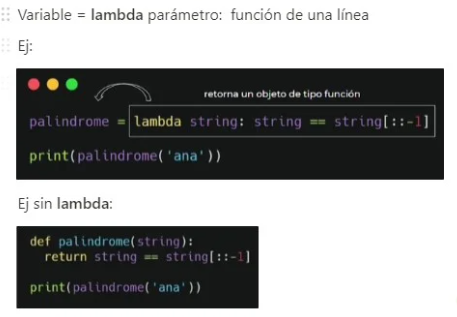 Variable = lambda parámetro: función de una línea
Ej:
retorna un objeto de tipo función
palindrome = lambda string: string == string[::-1]
print(palindrome('ana'))
Ej sin lambda:
def palindrome(string):
  return string == string[::-1]
print(palindrome('ana'))